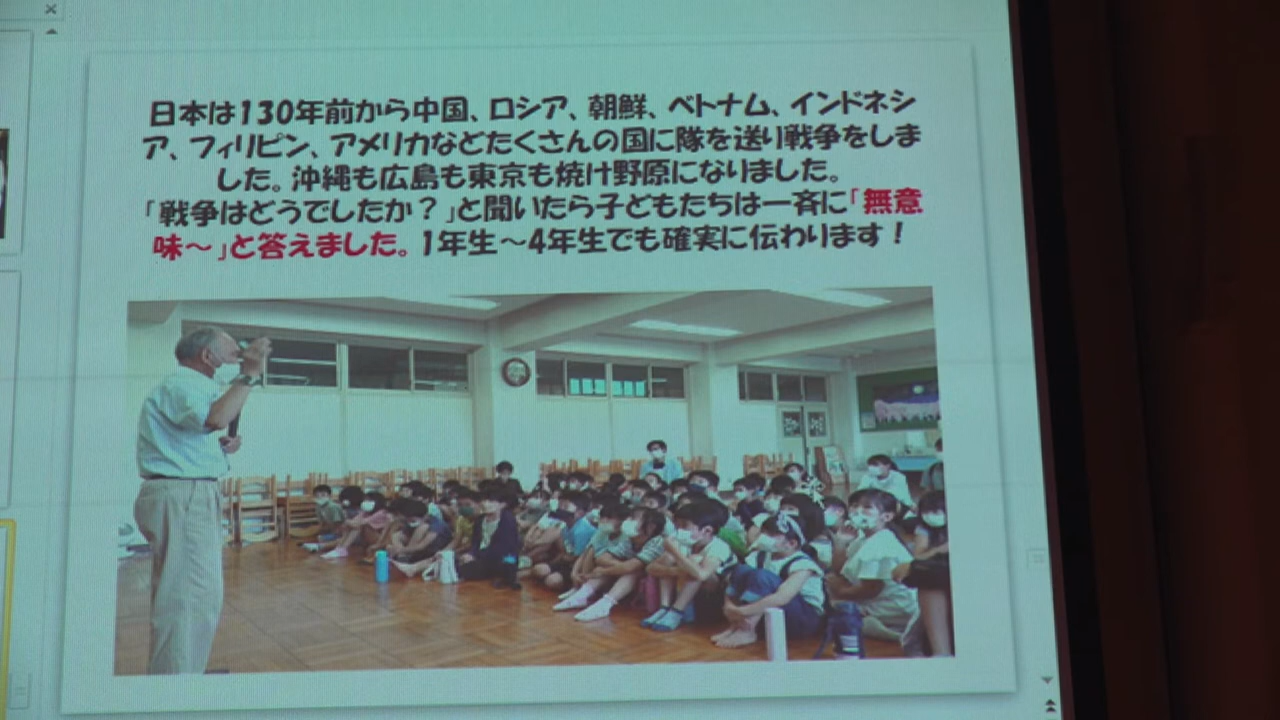 日本は130年前から中国、ロシア、朝鮮、ベトナム、インドネシ
ア、フィリピン、アメリカなどたくさんの国に隊を送り戦争をしま
した。沖縄も広島も東京も焼け野原になりました。
「戦争はどうでしたか？」と聞いたら子どもたちは一斉に「無意
味～」と答えました。1年生～4年生でも確実に伝わります！